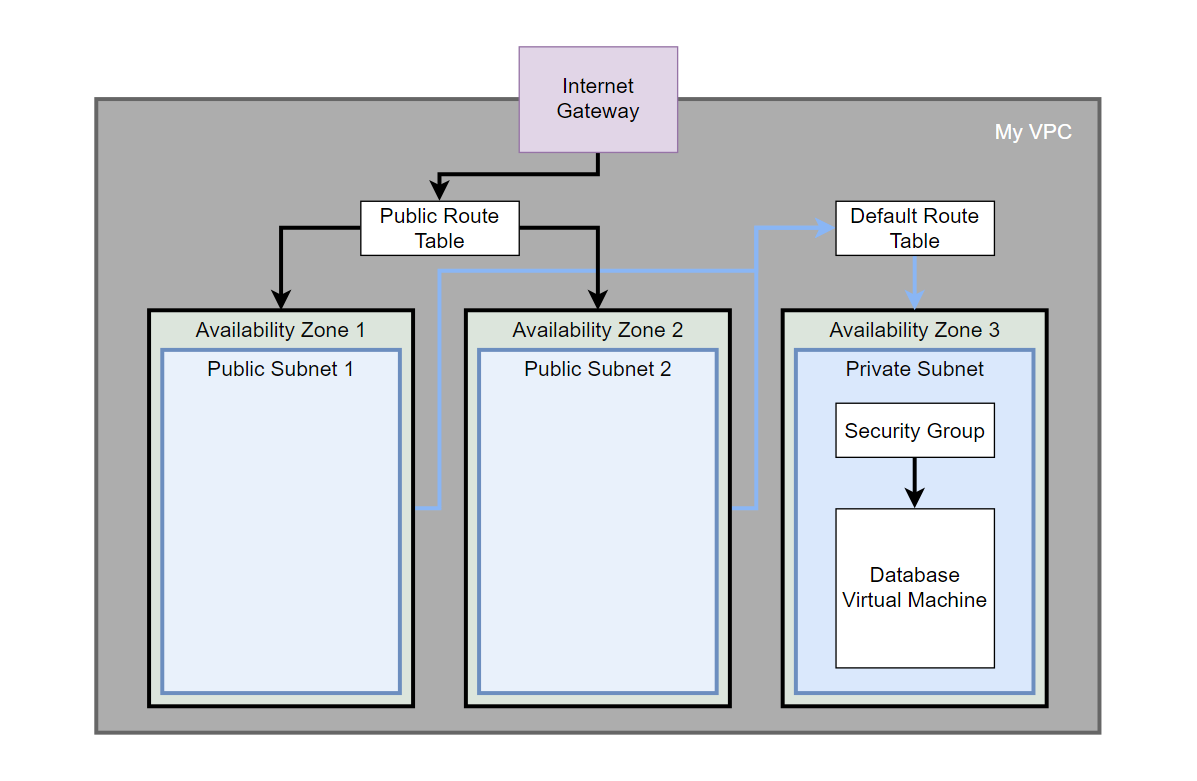 Internet
Gateway
My VPC
Public Route
Table
Default Route
Table
Availability Zone 1
Availability Zone 2
Availability Zone 3
Public Subnet 1
Public Subnet 2
Private Subnet
Security Group
Database
Virtual Machine